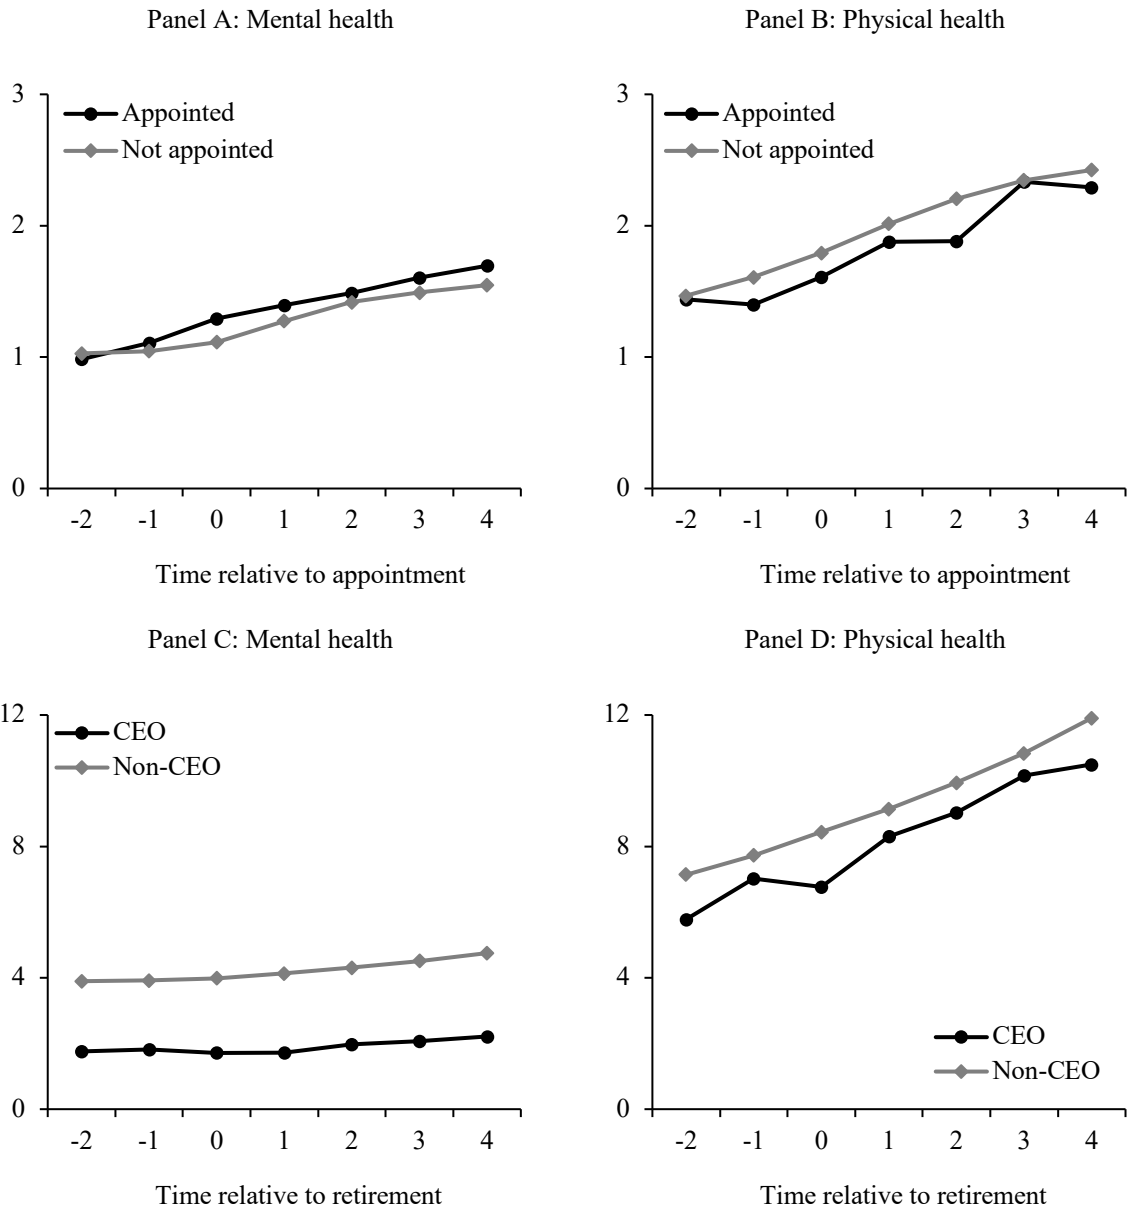 Panel A: Mental health
3
Appointed
Not appointed
2
1
0
-2 -1 0 1 2 3 4
Time relative to appointment
Panel B: Physical health
3
Appointed
Not appointed
2
1
0
-2 -1 0 1 2 3 4
Time relative to appointment
Panel C: Mental health
12
CEO
Non-CEO
8
4
0
-2 -1 0 1 2 3 4
Time relative to retirement
Panel D: Physical health
12
8
4
CEO
Non-CEO
0
-2 -1 0 1 2 3 4
Time relative to retirement